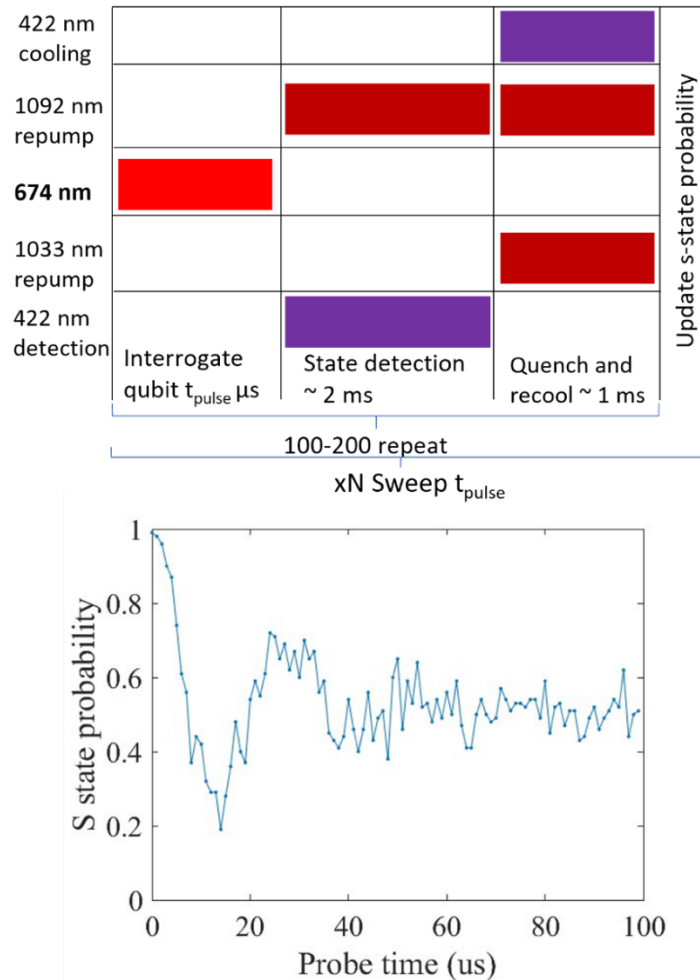 422 nm
cooling
1092 nm
repump
674 nm
1033 nm
repump
422 nm
detection
Interrogate
qubit t_pulse µs
State detection
~ 2 ms
Quench and
recool ~ 1 ms
Update s-state probability
100-200 repeat
xN Sweep t_pulse
S state probability
1
0.8
0.6
0.4
0.2
0
0 20 40 60 80 100
Probe time (us)